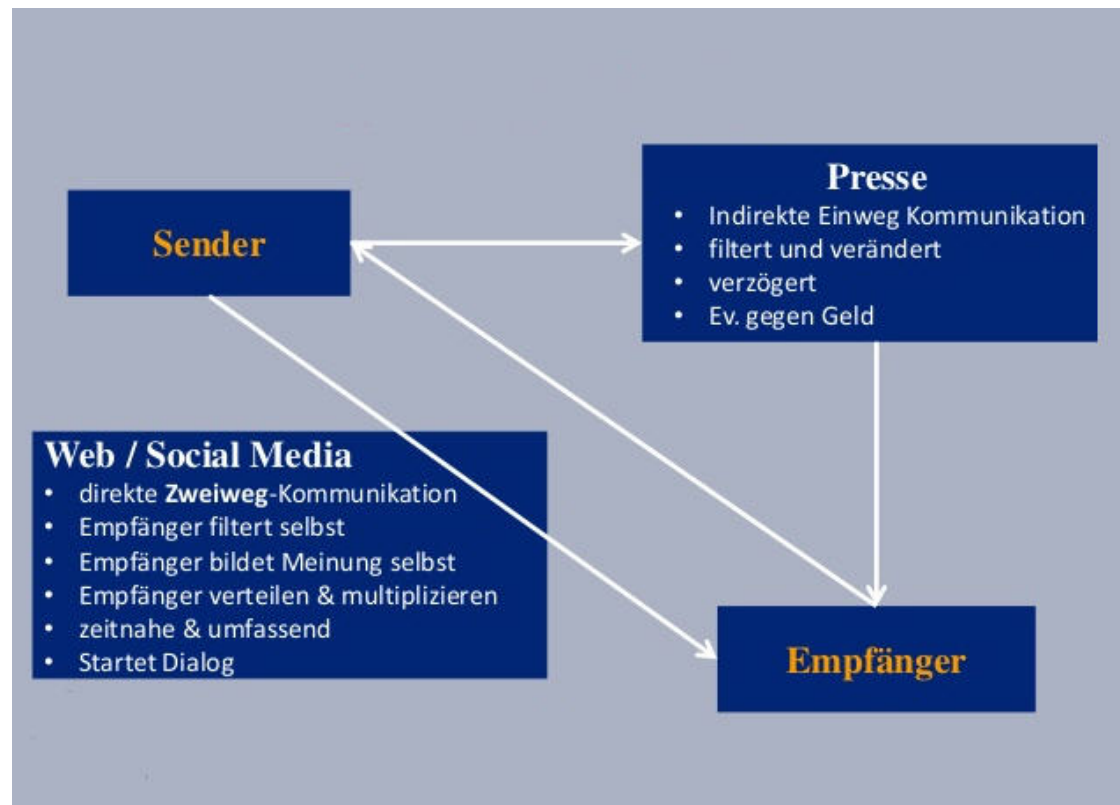 Sender
Presse
• Indirekte Einweg Kommunikation
• filtert und verändert
• verzögert
• Ev. gegen Geld
Web / Social Media
• direkte Zweiweg-Kommunikation
• Empfänger filtert selbst
• Empfänger bildet Meinung selbst
• Empfänger verteilen & multiplizieren
• zeitnahe & umfassend
• Startet Dialog
Empfänger